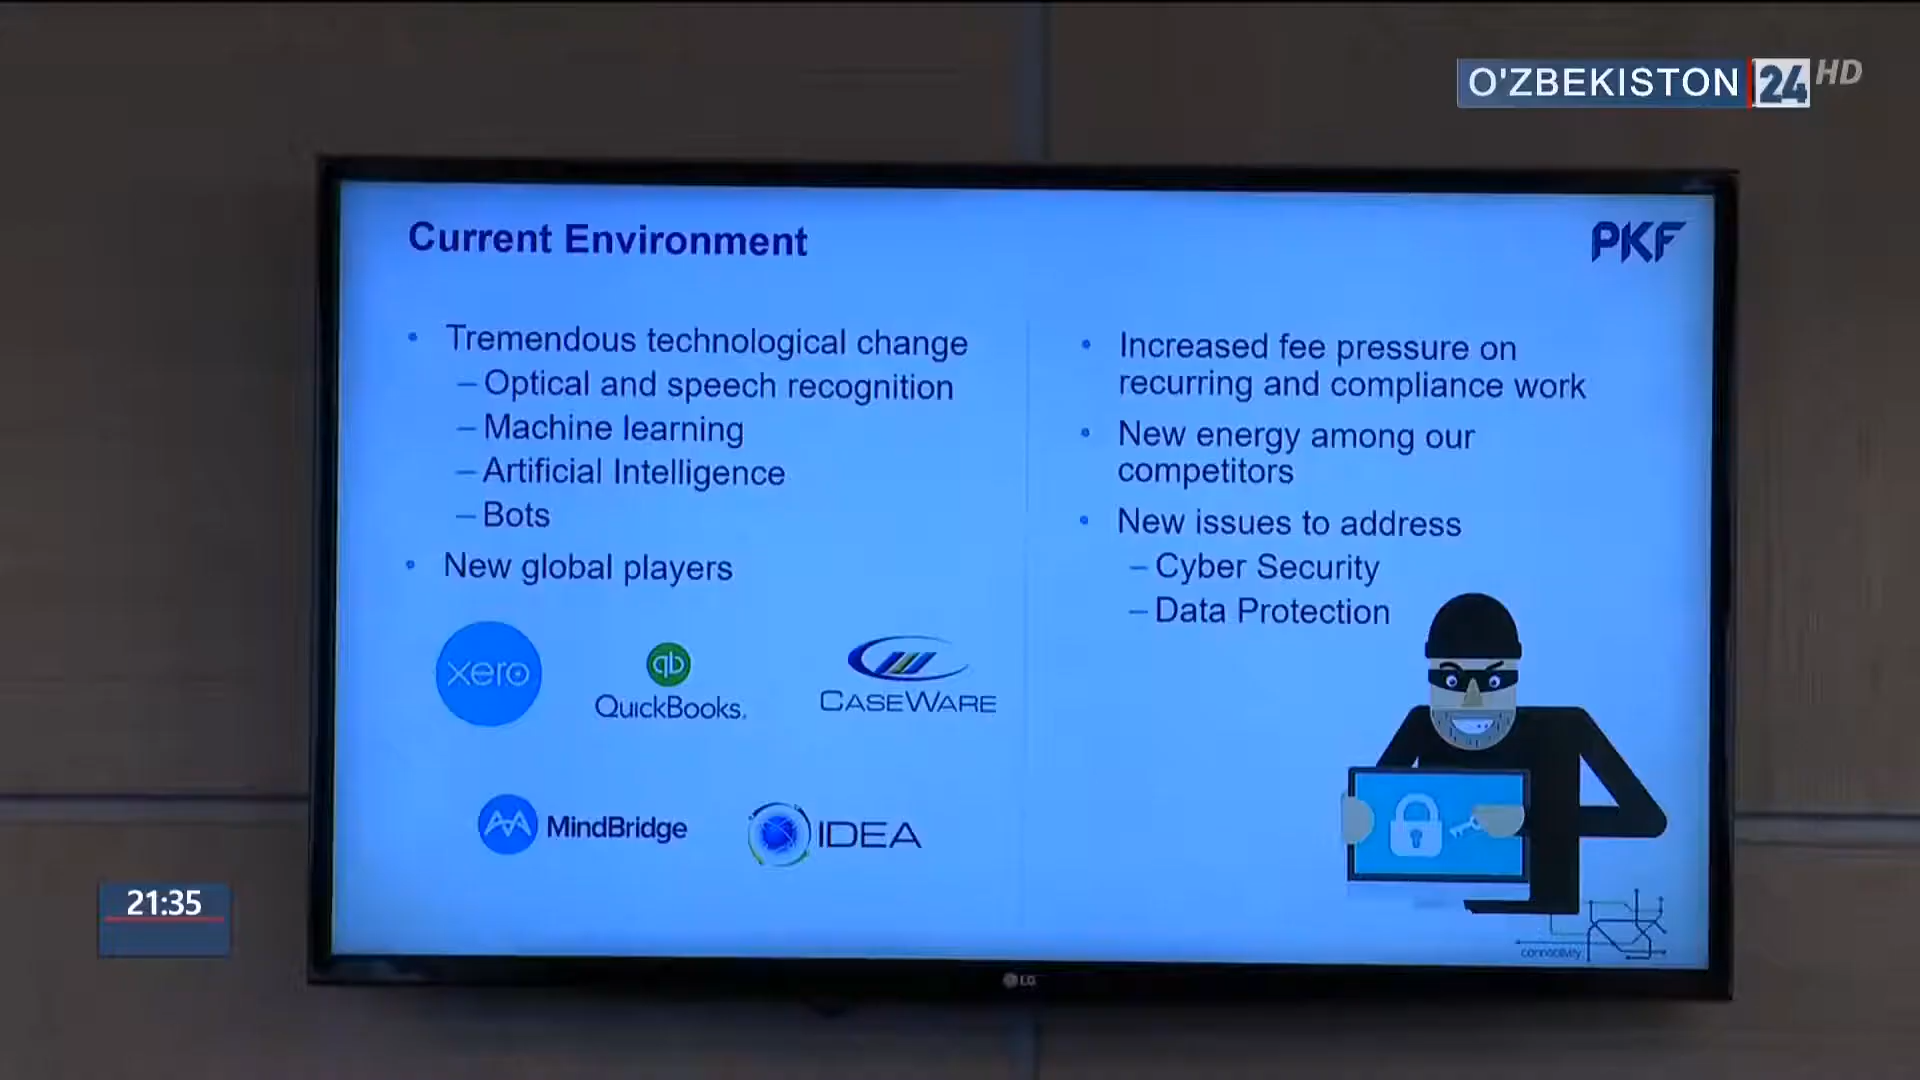 O'ZBEKISTON 24 HD
Current Environment
PKF
• Tremendous technological change
– Optical and speech recognition
– Machine learning
– Artificial Intelligence
– Bots
• New global players
xero
qb
QuickBooks.
CASEWARE
MindBridge
IDEA
• Increased fee pressure on
recurring and compliance work
• New energy among our
competitors
• New issues to address
– Cyber Security
– Data Protection
connectivity
21:35
LG